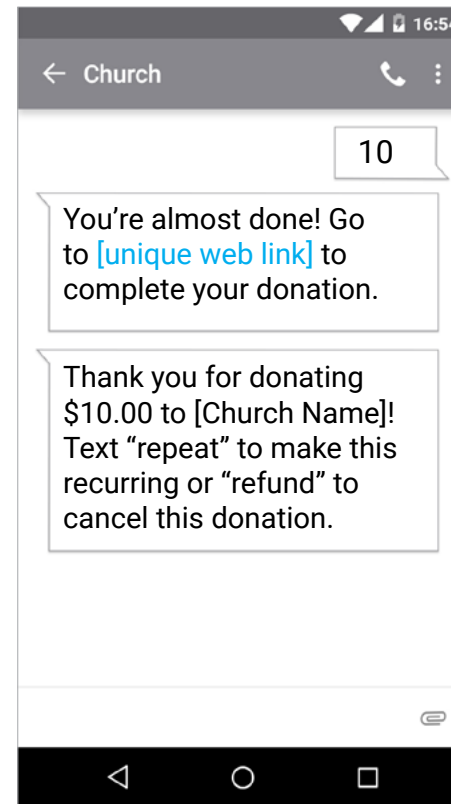 16:54
Church
10
You’re almost done! Go
to [unique web link] to
complete your donation.
Thank you for donating
$10.00 to [Church Name]!
Text “repeat” to make this
recurring or “refund” to
cancel this donation.